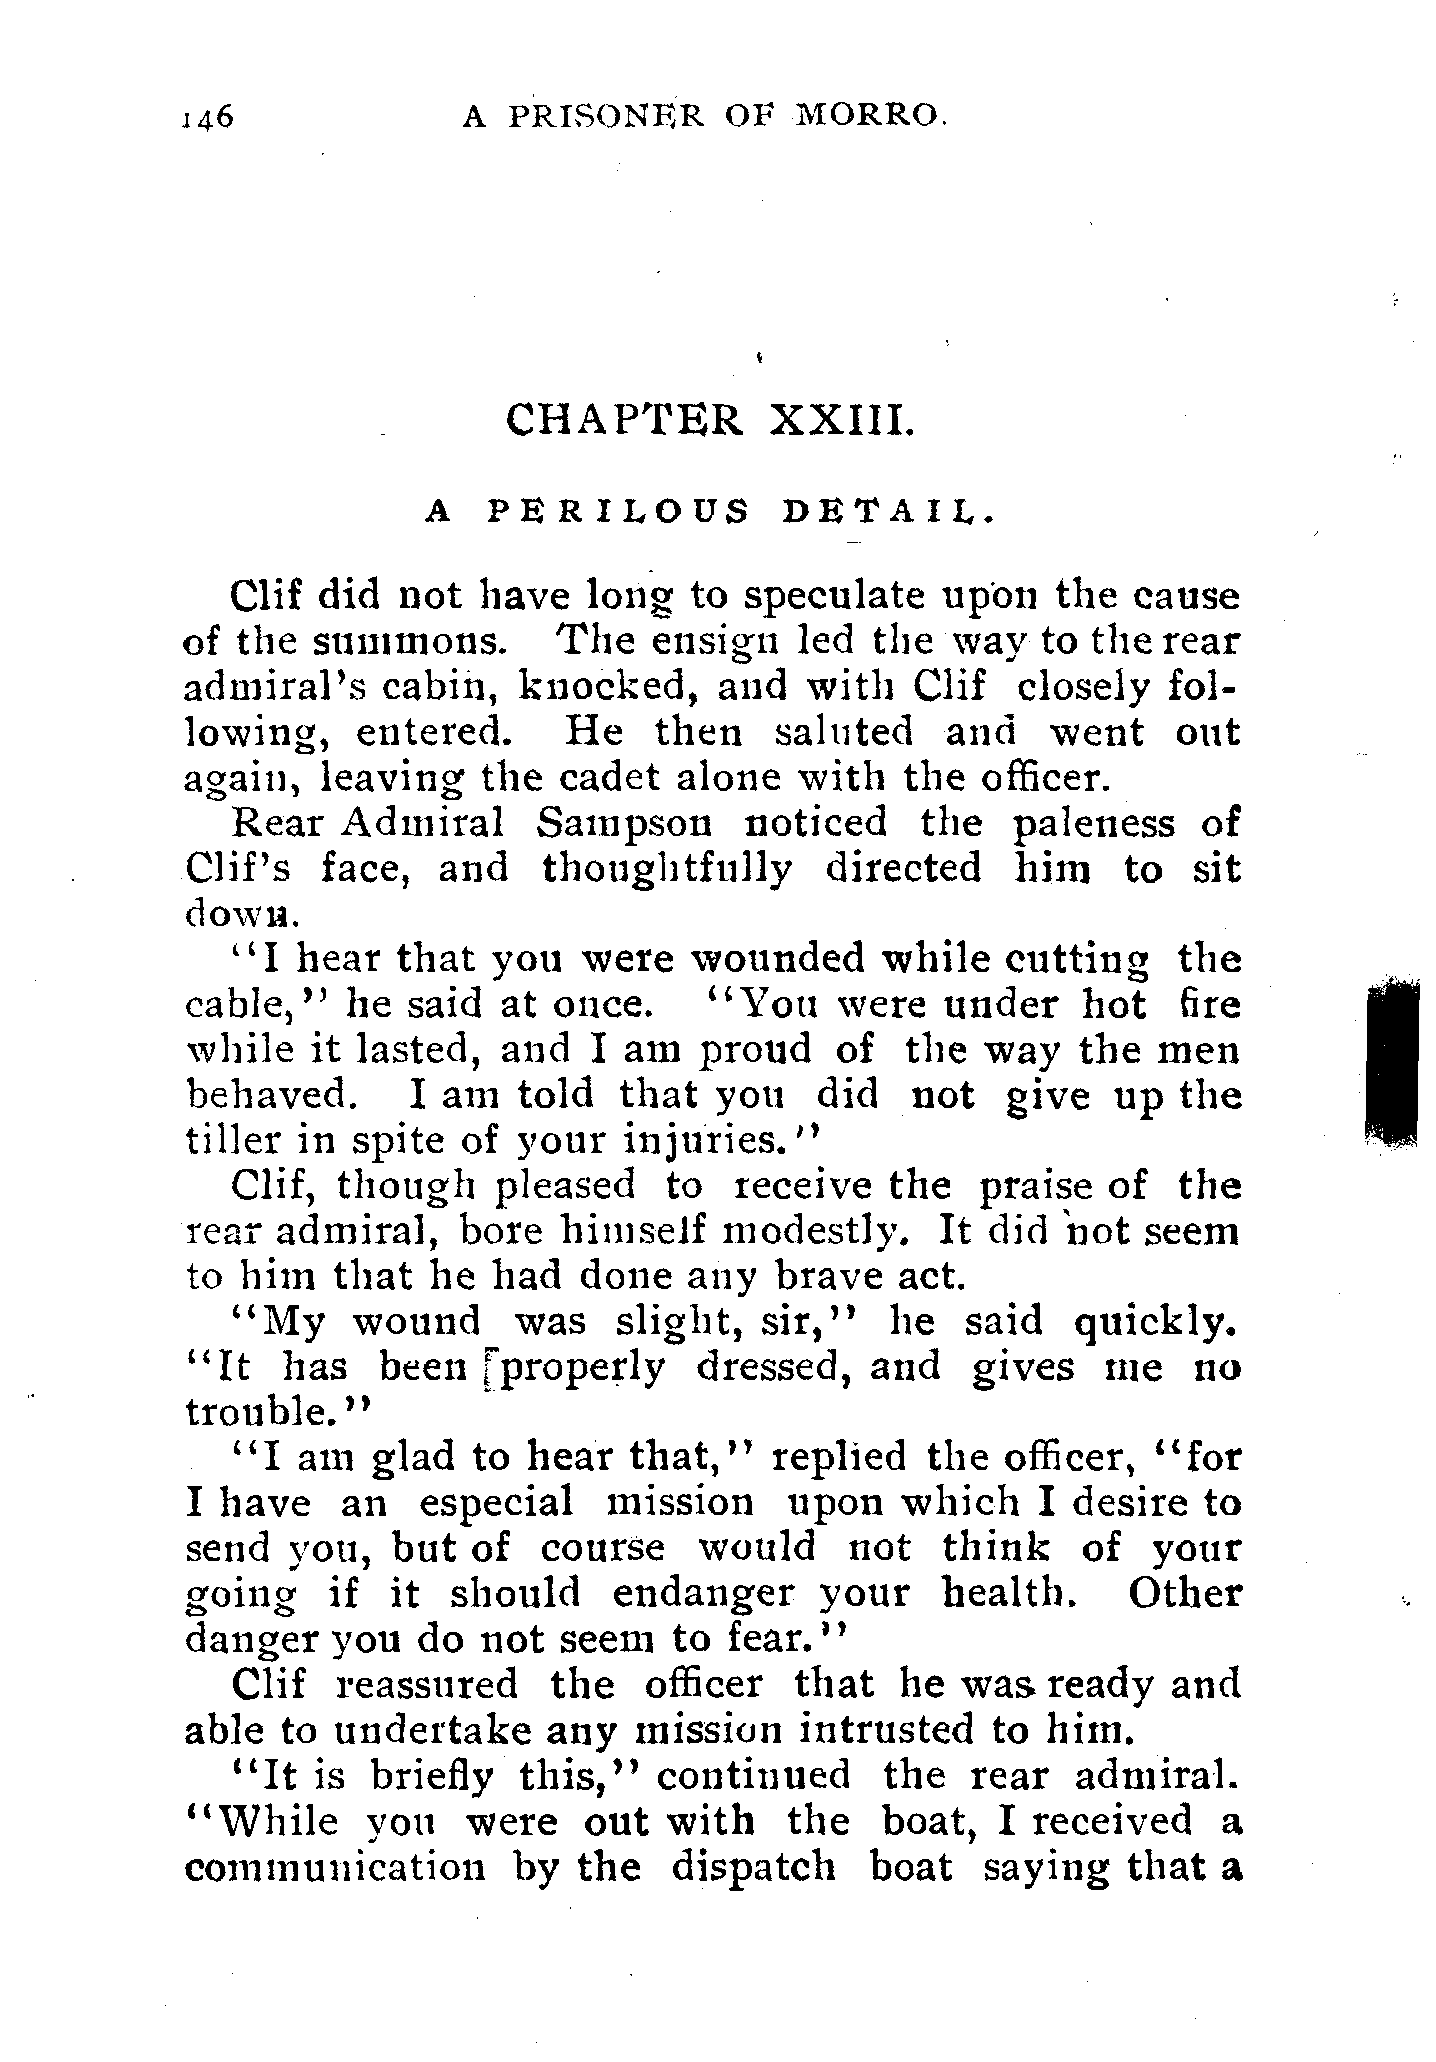 146 A PRISONER OF MORRO.
CHAPTER XXIII.
A PERILOUS DETAIL.
Clif did not have long to speculate upon the cause
of the summons. The ensign led the way to the rear
admiral's cabin, knocked, and with Clif closely fol-
lowing, entered. He then saluted and went out
again, leaving the cadet alone with the officer.
Rear Admiral Sampson noticed the paleness of
Clif's face, and thoughtfully directed him to sit
down.
"I hear that you were wounded while cutting the
cable," he said at once. "You were under hot fire
while it lasted, and I am proud of the way the men
behaved. I am told that you did not give up the
tiller in spite of your injuries."
Clif, though pleased to receive the praise of the
rear admiral, bore himself modestly. It did not seem
to him that he had done any brave act.
"My wound was slight, sir," he said quickly.
"It has been [properly dressed, and gives me no
trouble."
"I am glad to hear that," replied the officer, "for
I have an especial mission upon which I desire to
send you, but of course would not think of your
going if it should endanger your health. Other
danger you do not seem to fear."
Clif reassured the officer that he was ready and
able to undertake any mission intrusted to him.
"It is briefly this," continued the rear admiral.
"While you were out with the boat, I received a
communication by the dispatch boat saying that a